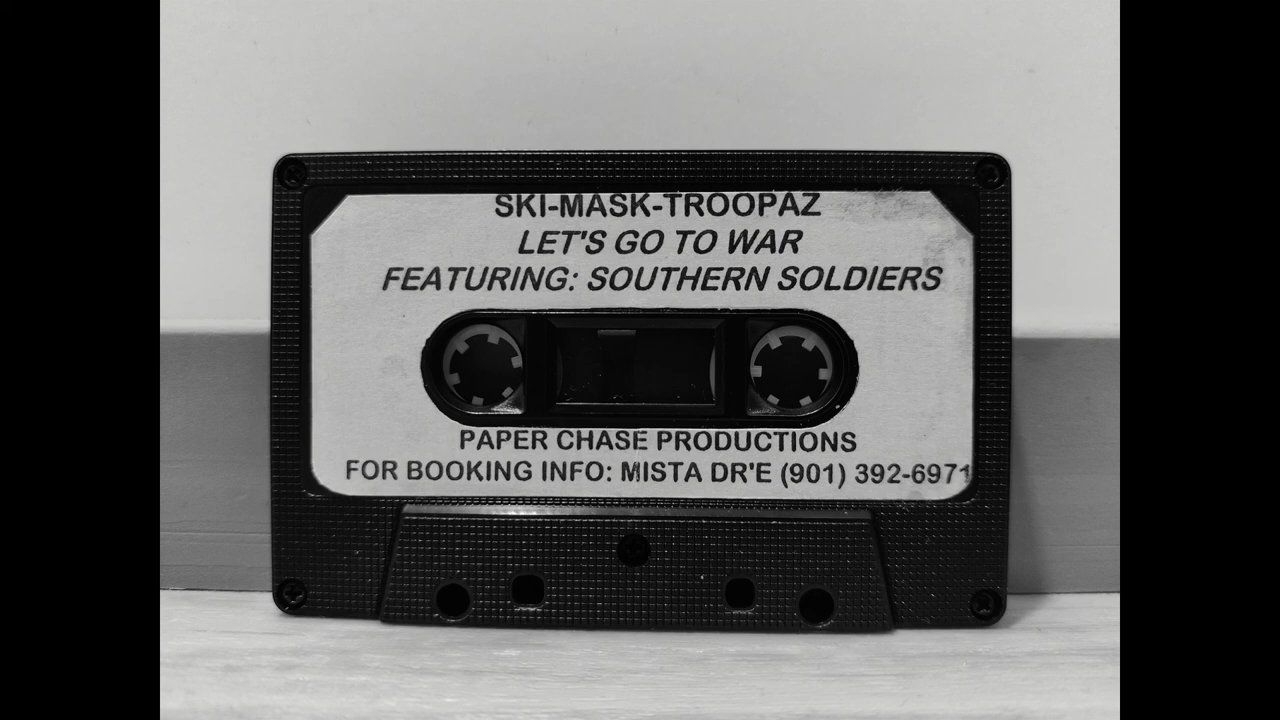 SKI-MASK-TROOPAZ
LET'S GO TO WAR
FEATURING: SOUTHERN SOLDIERS
PAPER CHASE PRODUCTIONS
FOR BOOKING INFO: MISTA DR'E (901) 392-6971